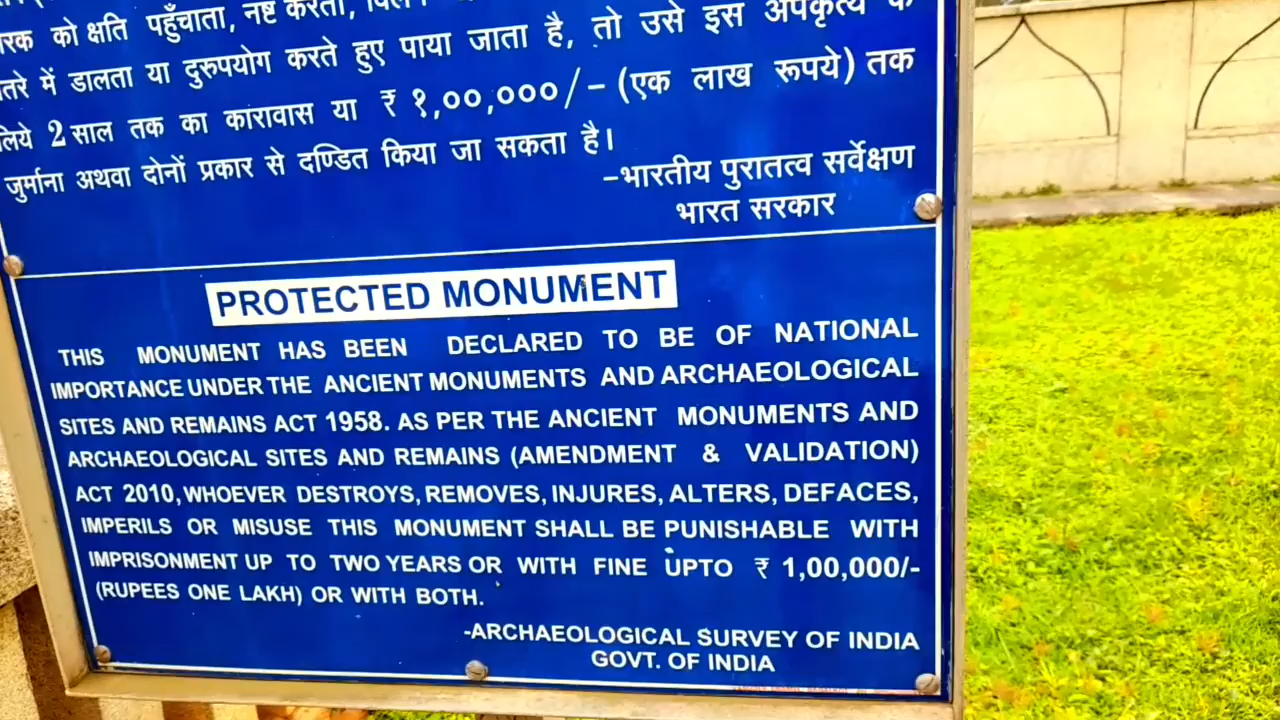 रक को क्षति पहुँचाता, नष्ट करता,
में डालता या दुरुपयोग करते हुए पाया जाता है, तो उसे इस अपकृत्य
2 साल तक का कारावास या ₹ १,००,०००/- (एक लाख रूपये) तक
जुर्माना अथवा दोनों प्रकार से दण्डित किया जा सकता है।
-भारतीय पुरातत्व सर्वेक्षण
भारत सरकार
PROTECTED MONUMENT
THIS MONUMENT HAS BEEN DECLARED TO BE OF NATIONAL
IMPORTANCE UNDER THE ANCIENT MONUMENTS AND ARCHAEOLOGICAL
SITES AND REMAINS ACT 1958. AS PER THE ANCIENT MONUMENTS AND
ARCHAEOLOGICAL SITES AND REMAINS (AMENDMENT & VALIDATION)
ACT 2010, WHOEVER DESTROYS, REMOVES, INJURES, ALTERS, DEFACES,
IMPERILS OR MISUSE THIS MONUMENT SHALL BE PUNISHABLE WITH
IMPRISONMENT UP TO TWO YEARS OR WITH FINE UPTO ₹ 1,00,000/-
(RUPEES ONE LAKH) OR WITH BOTH.
-ARCHAEOLOGICAL SURVEY OF INDIA
GOVT. OF INDIA